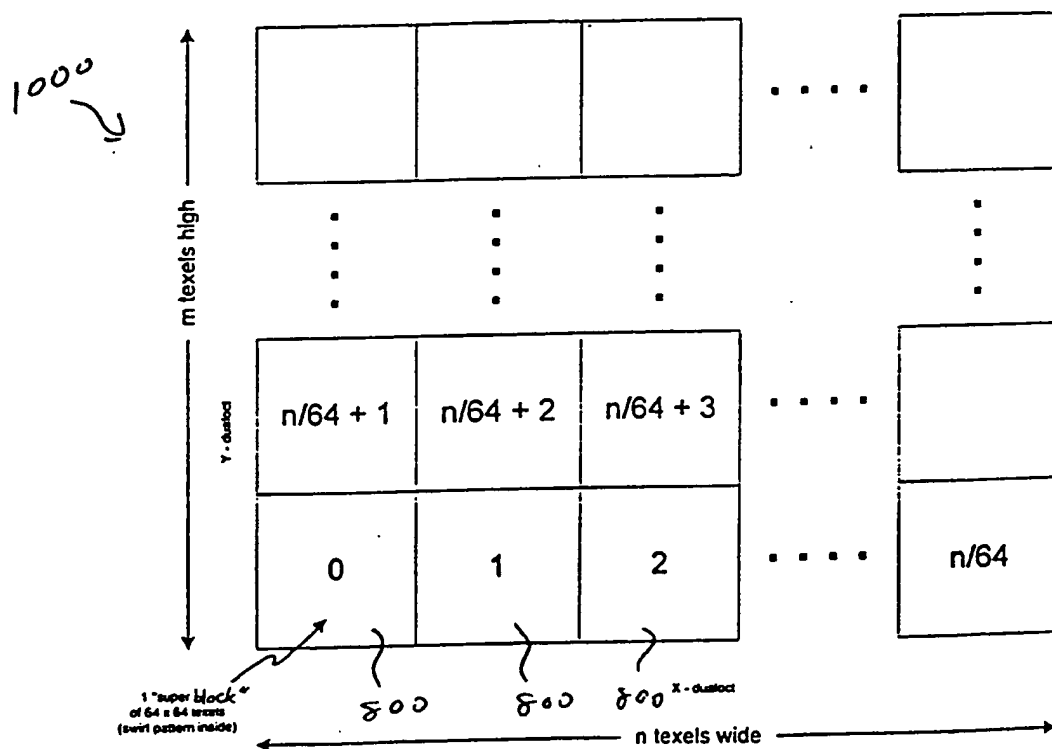 1000
m texels high
n/64 + 1 n/64 + 2 n/64 + 3
0 1 2 n/64
1 "super block"
of 64 x 64 texels
(swirl pattern inside)
800 800 800
n texels wide